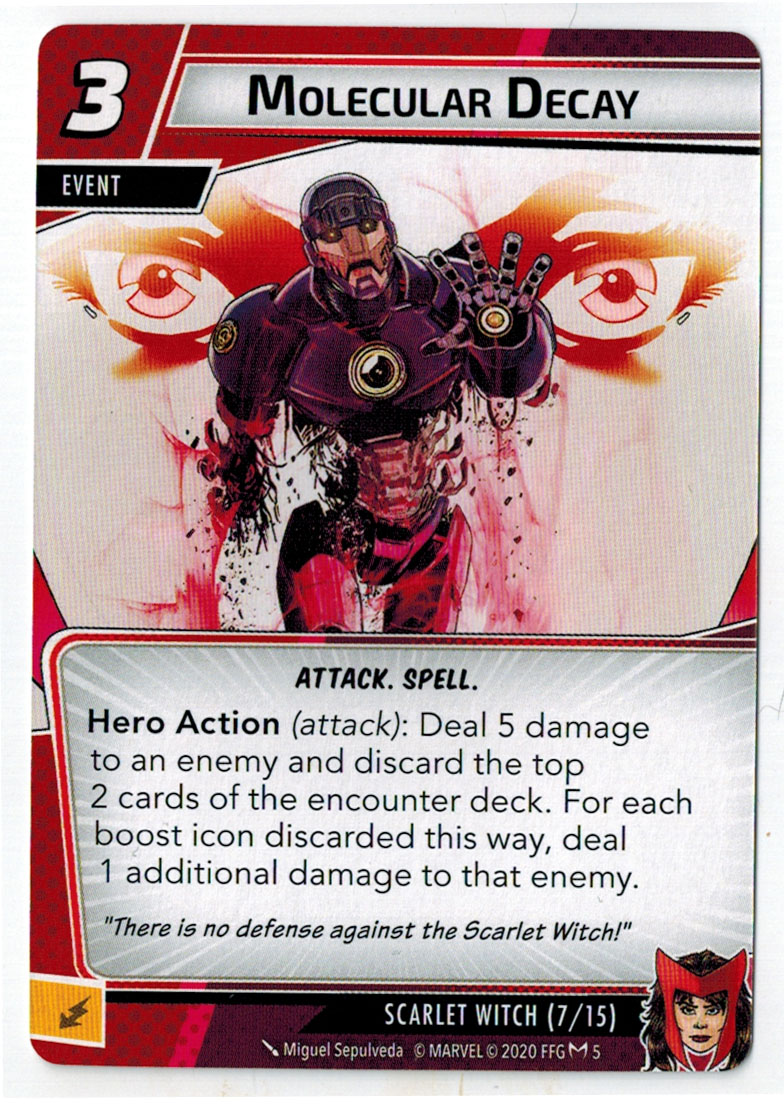 3
MOLECULAR DECAY
EVENT
ATTACK. SPELL.
Hero Action (attack): Deal 5 damage
to an enemy and discard the top
2 cards of the encounter deck. For each
boost icon discarded this way, deal
1 additional damage to that enemy.
"There is no defense against the Scarlet Witch!"
SCARLET WITCH (7/15)
Miguel Sepulveda © MARVEL © 2020 FFG 5